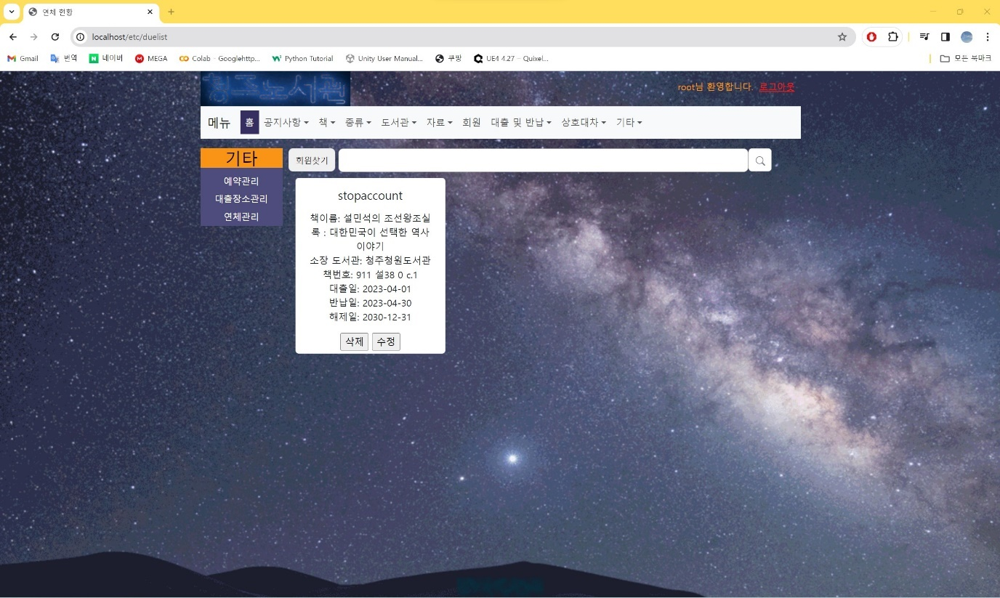 연체 현황
localhost/etc/duelist
Gmail 번역 네이버 MEGA Colab - Googlehttp... Python Tutorial Unity User Manual... 쿠팡 UE4 4.27 – Quixel... 모든 북마크
청주도서관 root님 환영합니다. 로그아웃
메뉴 홈 공지사항 책 종류 도서관 자료 회원 대출 및 반납 상호대차 기타
기타 회원찾기
예약관리
대출장소관리
연체관리
stopaccount
책이름: 설민석의 조선왕조실
록 : 대한민국이 선택한 역사
이야기
소장 도서관: 청주청원도서관
책번호: 911 설38 0 c.1
대출일: 2023-04-01
반납일: 2023-04-30
해제일: 2030-12-31
삭제 수정